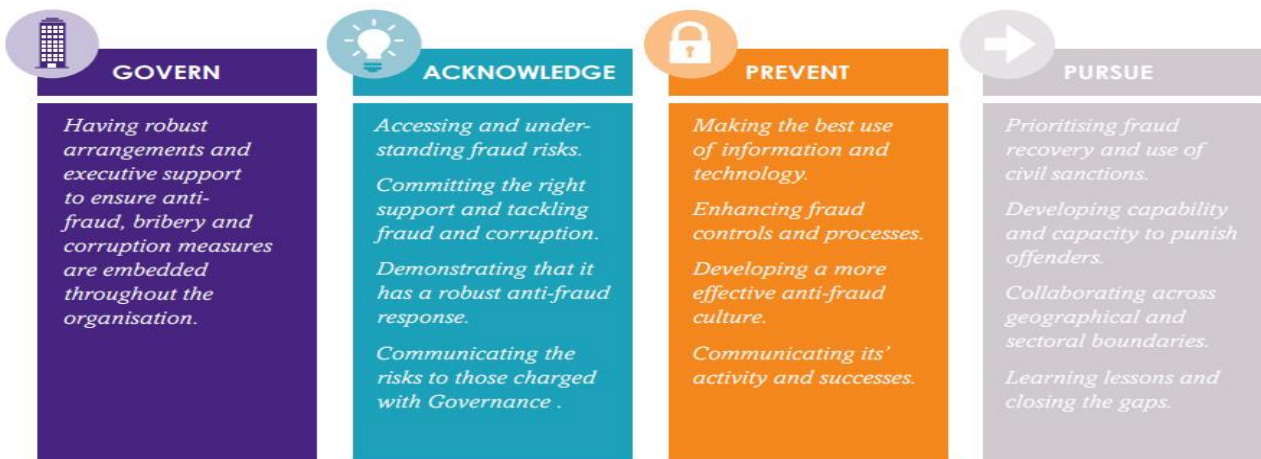 GOVERN
Having robust
arrangements and
executive support
to ensure anti-
fraud, bribery and
corruption measures
are embedded
throughout the
organisation.
ACKNOWLEDGE
Accessing and under-
standing fraud risks.
Committing the right
support and tackling
fraud and corruption.
Demonstrating that it
has a robust anti-fraud
response.
Communicating the
risks to those charged
with Governance .
PREVENT
Making the best use
of information and
technology.
Enhancing fraud
controls and processes.
Developing a more
effective anti-fraud
culture.
Communicating its’
activity and successes.
PURSUE
Prioritising fraud
recovery and use of
civil sanctions.
Developing capability
and capacity to punish
offenders.
Collaborating across
geographical and
sectoral boundaries.
Learning lessons and
closing the gaps.